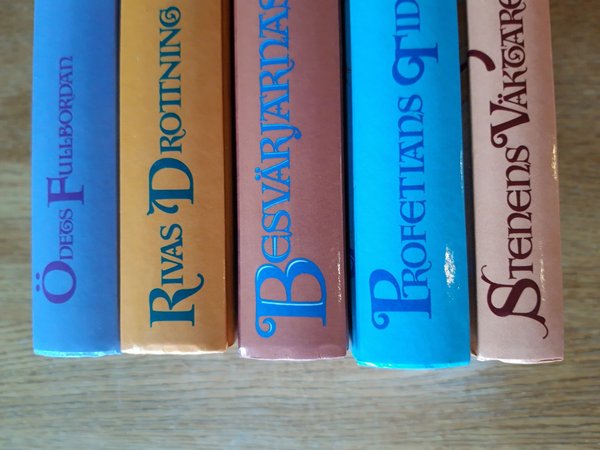 Ödets Fullbordan
Rivas Drottning
Besvärjarnas
Profetians Tid
Stenens Väktare